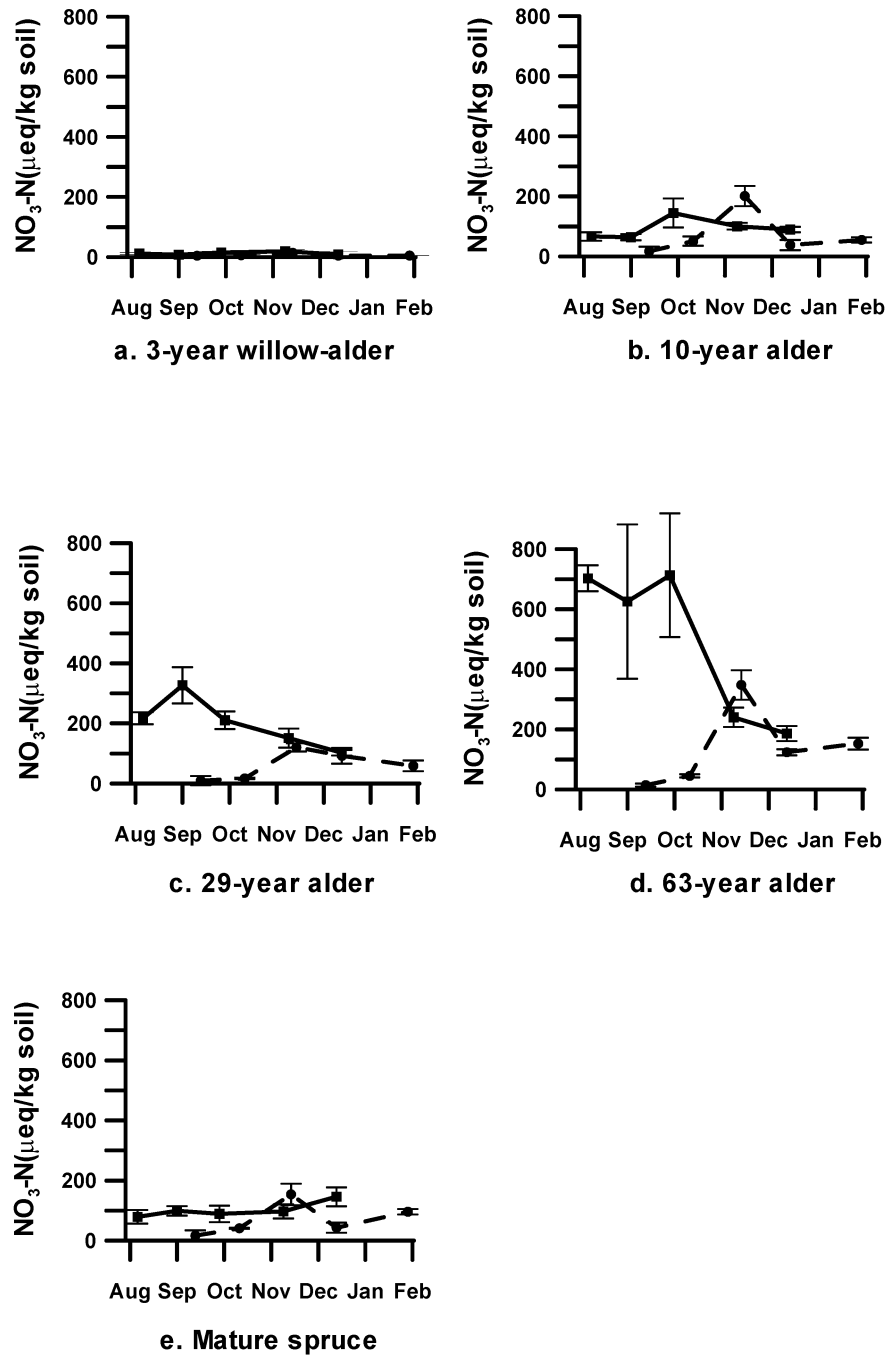 800
600
400
200
0
NO3-N(μeq/kg soil)
Aug Sep Oct Nov Dec Jan Feb
a. 3-year willow-alder
800
600
400
200
0
NO3-N(μeq/kg soil)
Aug Sep Oct Nov Dec Jan Feb
b. 10-year alder
800
600
400
200
0
NO3-N(μeq/kg soil)
Aug Sep Oct Nov Dec Jan Feb
c. 29-year alder
800
600
400
200
0
NO3-N(μeq/kg soil)
Aug Sep Oct Nov Dec Jan Feb
d. 63-year alder
800
600
400
200
0
NO3-N(μeq/kg soil)
Aug Sep Oct Nov Dec Jan Feb
e. Mature spruce